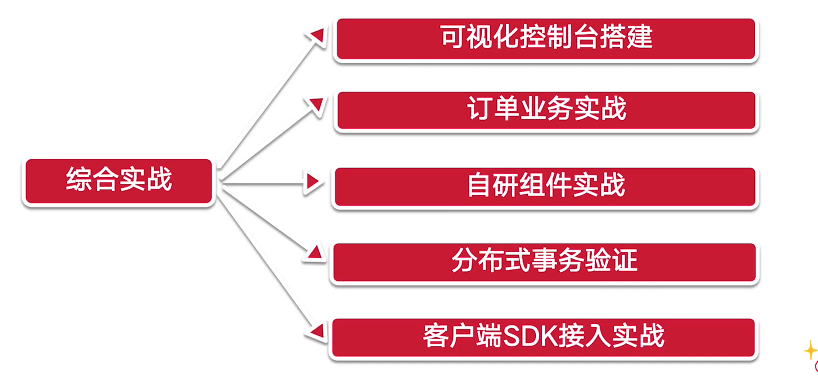 可视化控制台搭建
订单业务实战
综合实战
自研组件实战
分布式事务验证
客户端SDK接入实战